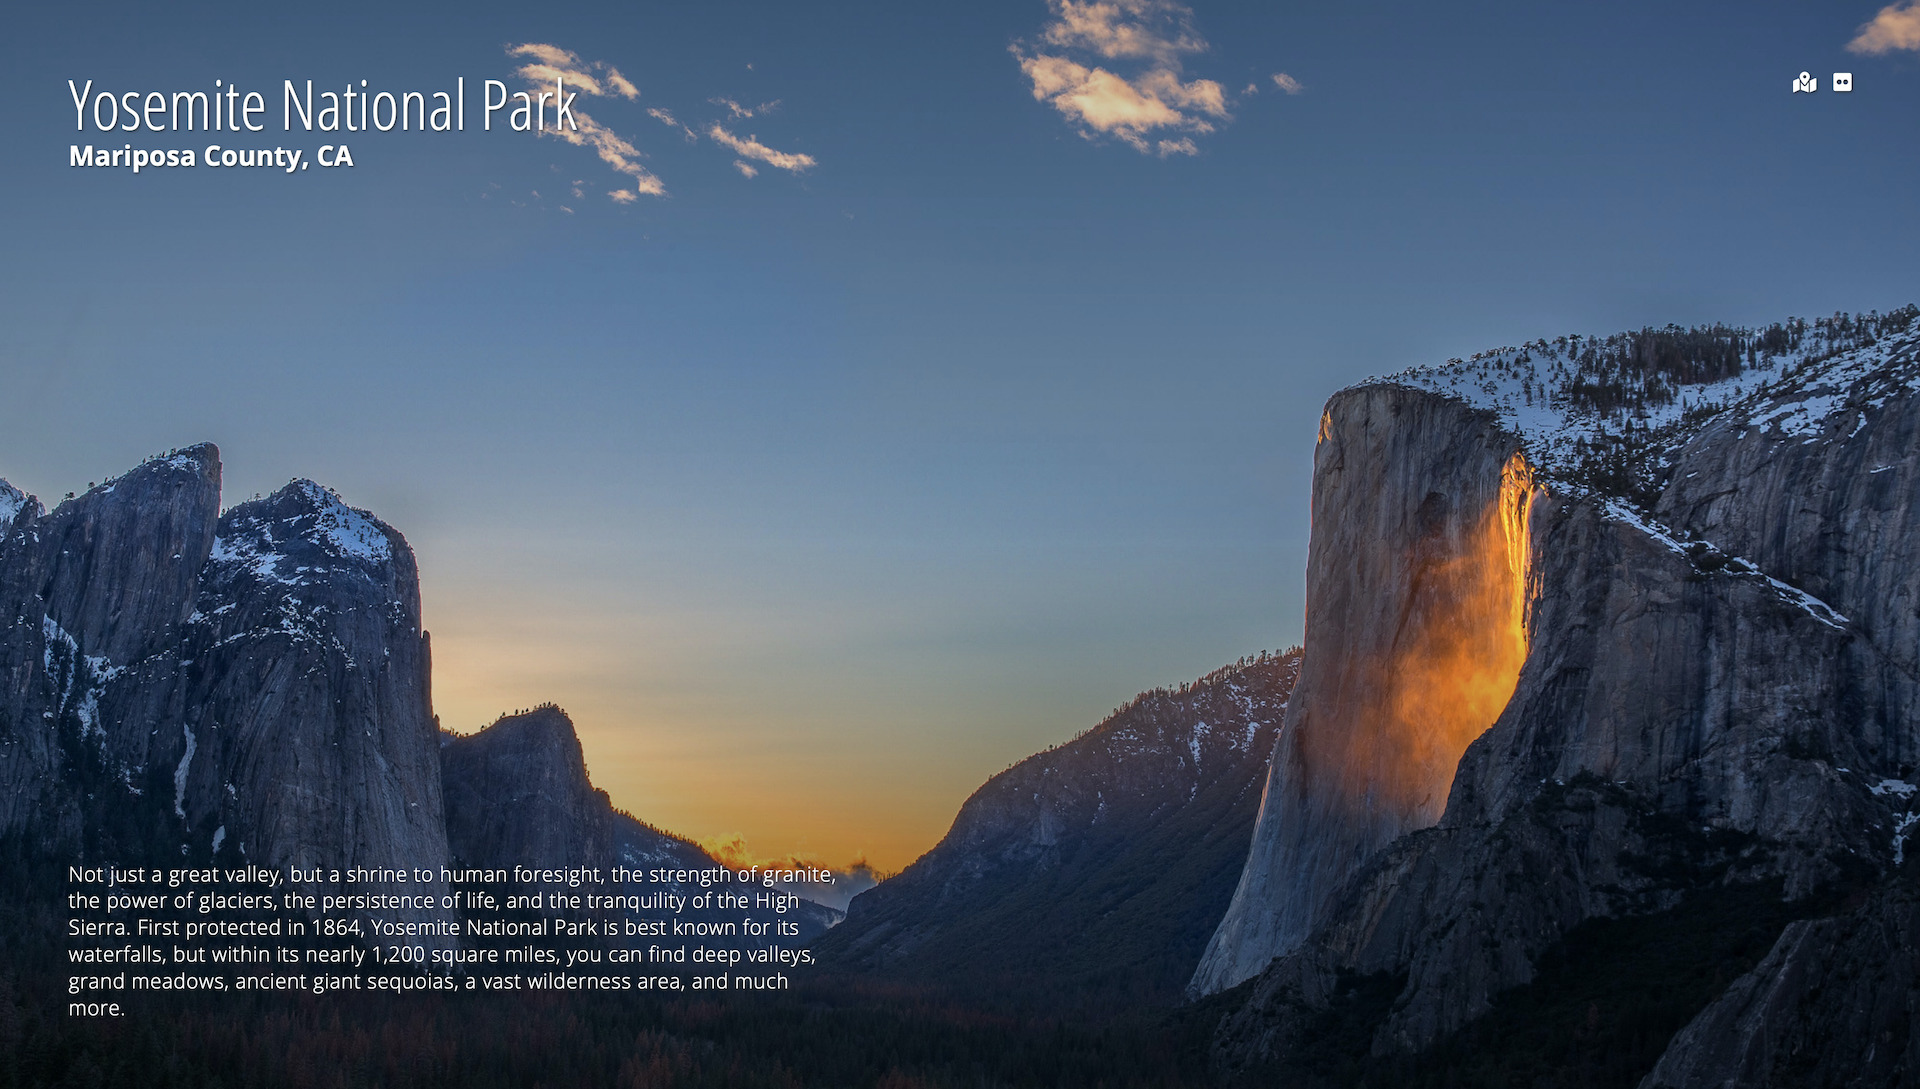 Yosemite National Park
Mariposa County, CA
Not just a great valley, but a shrine to human foresight, the strength of granite,
the power of glaciers, the persistence of life, and the tranquility of the High
Sierra. First protected in 1864, Yosemite National Park is best known for its
waterfalls, but within its nearly 1,200 square miles, you can find deep valleys,
grand meadows, ancient giant sequoias, a vast wilderness area, and much
more.